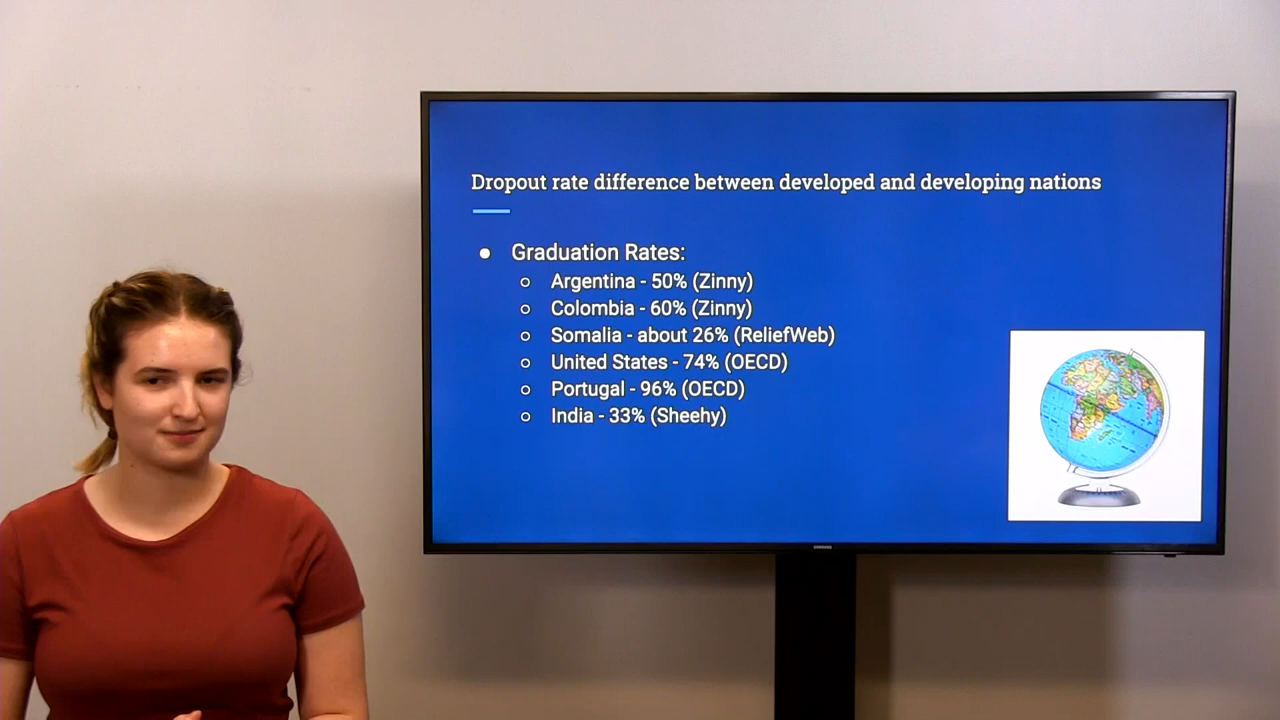 Dropout rate difference between developed and developing nations
Graduation Rates:
Argentina - 50% (Zinny)
Colombia - 60% (Zinny)
Somalia - about 26% (ReliefWeb)
United States - 74% (OECD)
Portugal - 96% (OECD)
India - 33% (Sheehy)
SAMSUNG